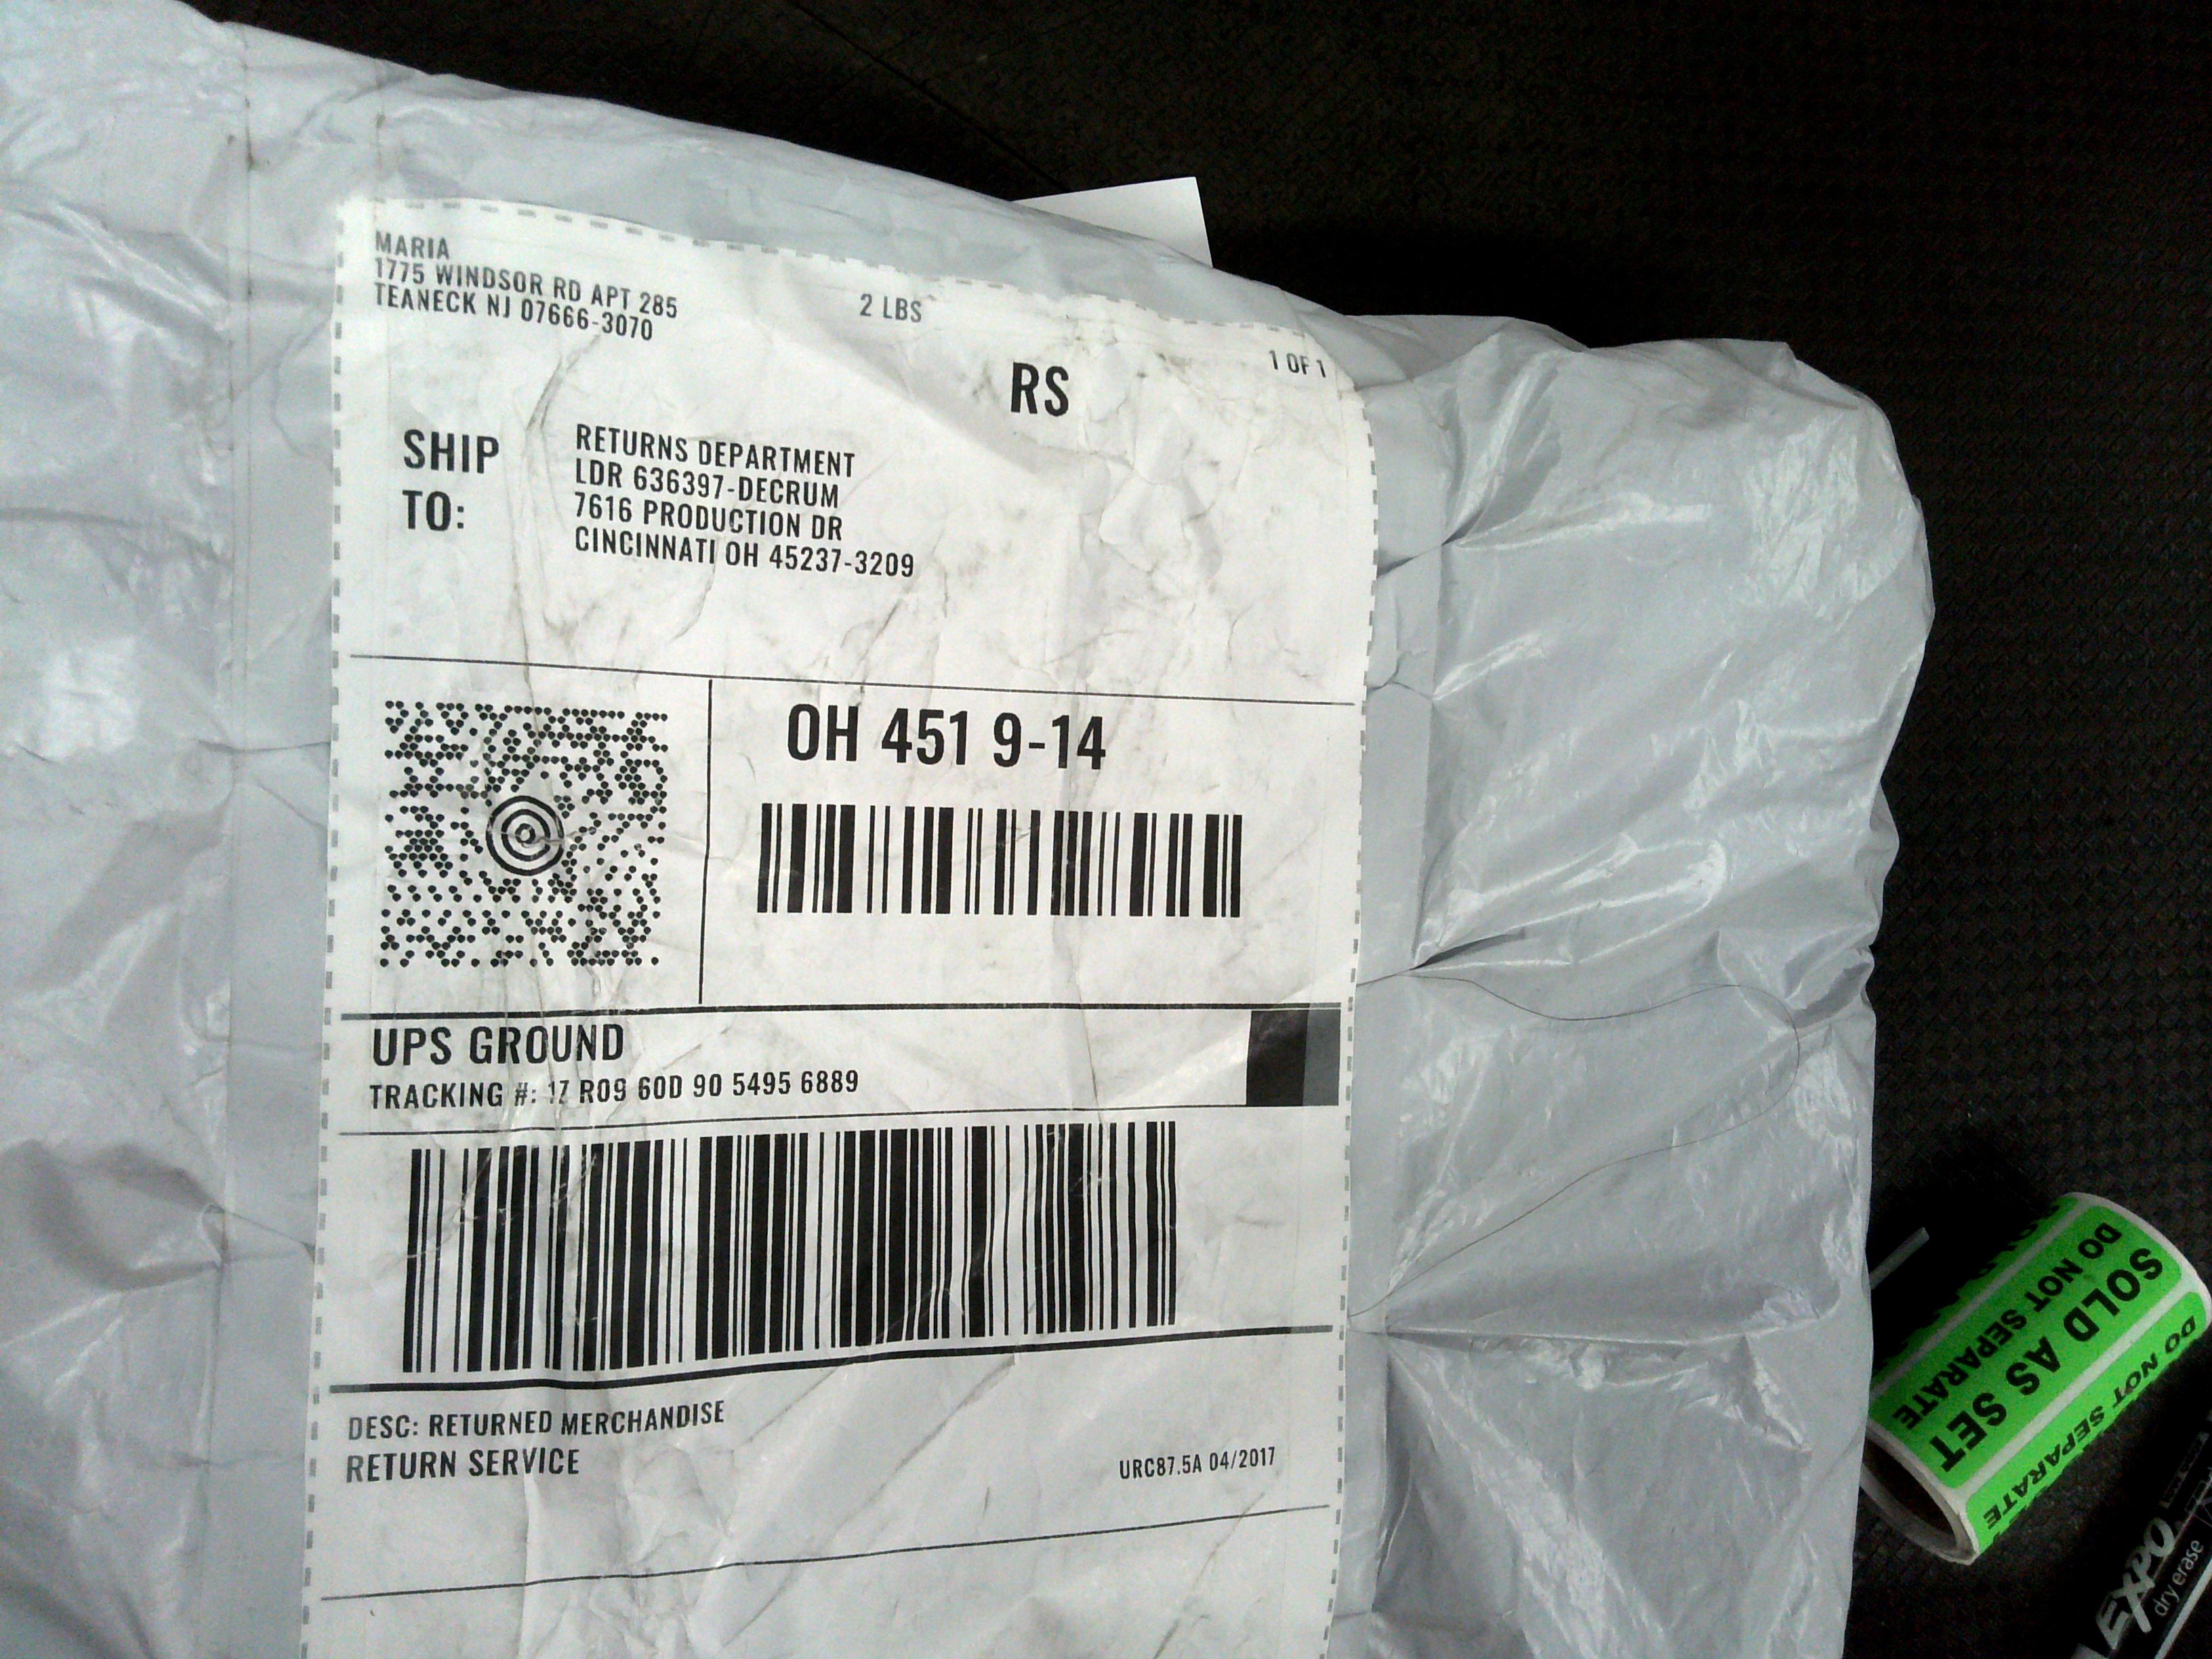 MARIA
1775 WINDSOR RD APT 285
TEANECK NJ 07666-3070
2 LBS
1 OF 1
RS
SHIP
TO:
RETURNS DEPARTMENT
LDR 636397-DECRUM
7616 PRODUCTION DR
CINCINNATI OH 45237-3209
OH 451 9-14
UPS GROUND
TRACKING #: 1Z R09 60D 90 5495 6889
DESC: RETURNED MERCHANDISE
RETURN SERVICE
URC87.5A 04/2017
SOLD AS SET
DO NOT SEPARATE
DO NOT SEPARATE
EXPO
dry erase